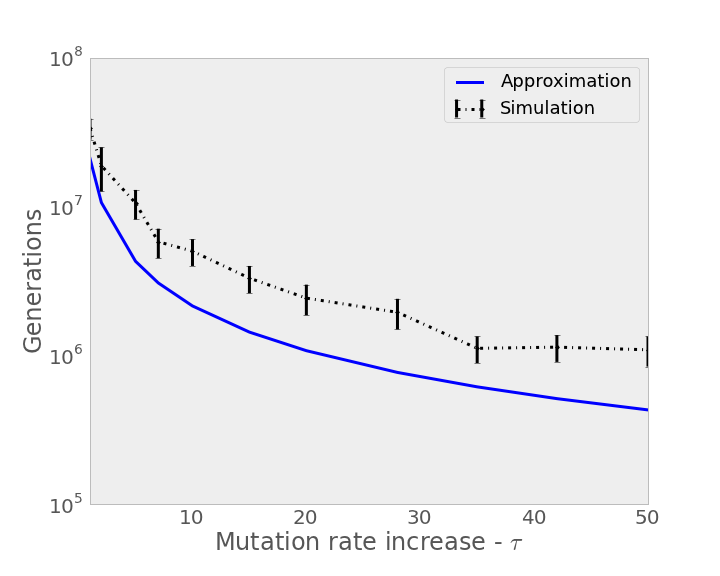 10^8
Approximation
Simulation
10^7
Generations
10^6
10^5
10 20 30 40 50
Mutation rate increase - τ